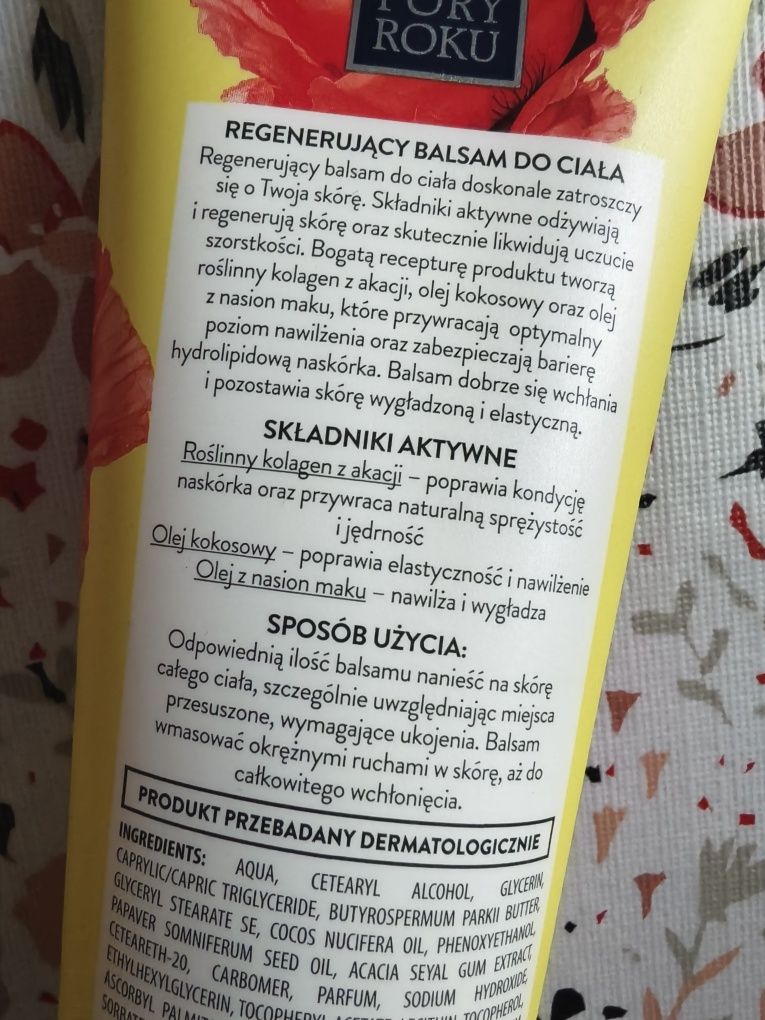 PORY
ROKU
REGENERUJĄCY BALSAM DO CIAŁA
Regenerujący balsam do ciała doskonale zatroszczy
się o Twoja skórę. Składniki aktywne odżywiają
i regenerują skórę oraz skutecznie likwidują uczucie
szorstkości. Bogatą recepturę produktu tworzą
roślinny kolagen z akacji, olej kokosowy oraz olej
z nasion maku, które przywracają optymalny
poziom nawilżenia oraz zabezpieczają barierę
hydrolipidową naskórka. Balsam dobrze się wchłania
i pozostawia skórę wygładzoną i elastyczną.
SKŁADNIKI AKTYWNE
Roślinny kolagen z akacji – poprawia kondycję
naskórka oraz przywraca naturalną sprężystość
i jędrność
Olej kokosowy – poprawia elastyczność i nawilżenie
Olej z nasion maku – nawilża i wygładza
SPOSÓB UŻYCIA:
Odpowiednią ilość balsamu nanieść na skórę
całego ciała, szczególnie uwzględniając miejsca
przesuszone, wymagające ukojenia. Balsam
wmasować okrężnymi ruchami w skórę, aż do
całkowitego wchłonięcia.
PRODUKT PRZEBADANY DERMATOLOGICZNIE
INGREDIENTS: AQUA, CETEARYL ALCOHOL, GLYCERIN,
CAPRYLIC/CAPRIC TRIGLYCERIDE, BUTYROSPERMUM PARKII BUTTER,
GLYCERYL STEARATE SE, COCOS NUCIFERA OIL, PHENOXYETHANOL,
PAPAVER SOMNIFERUM SEED OIL, ACACIA SEYAL GUM EXTRACT,
CETEARETH-20, CARBOMER, PARFUM, SODIUM HYDROXIDE,
ETHYLHEXYLGLYCERIN, TOCOPHERYL ACETATE, LECITHIN, TOCOPHEROL,
ASCORBYL